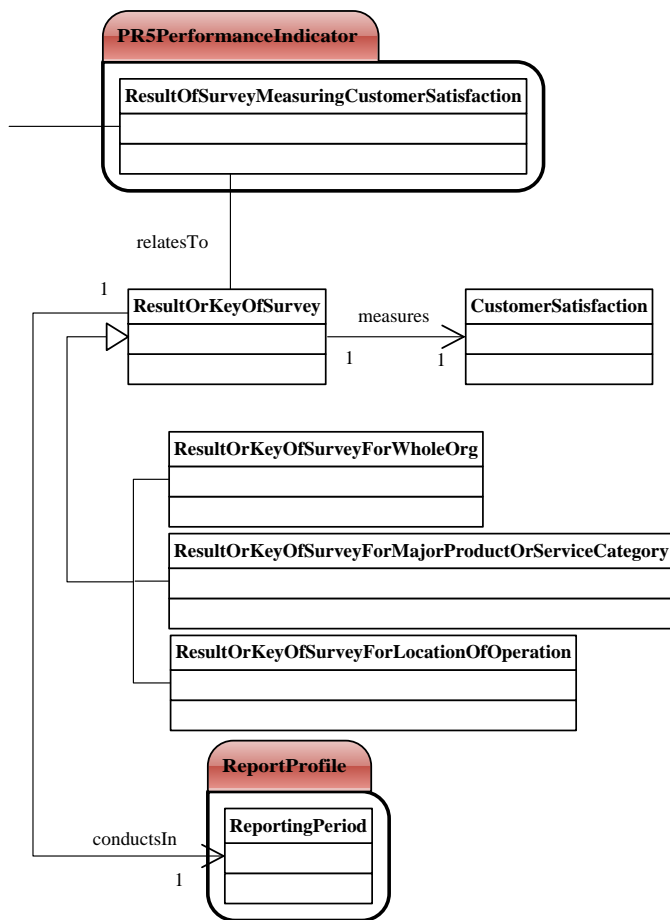 PR5PerformanceIndicator
ResultOfSurveyMeasuringCustomerSatisfaction
relatesTo
1
ResultOrKeyOfSurvey
measures
CustomerSatisfaction
1
1
ResultOrKeyOfSurveyForWholeOrg
ResultOrKeyOfSurveyForMajorProductOrServiceCategory
ResultOrKeyOfSurveyForLocationOfOperation
ReportProfile
ReportingPeriod
conductsIn
1